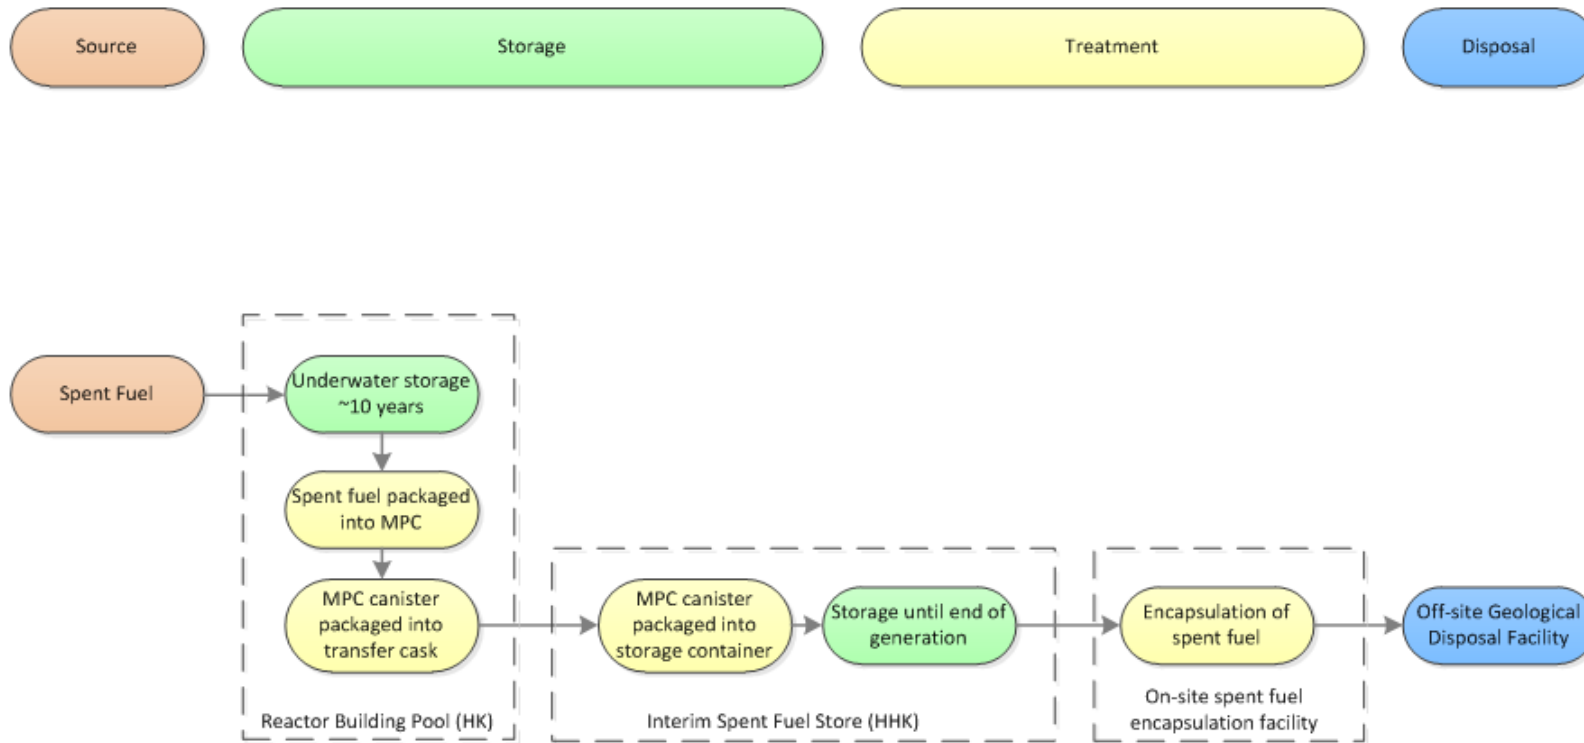 Source
Storage
Treatment
Disposal
Spent Fuel
Underwater storage
~10 years
Spent fuel packaged
into MPC
MPC canister
packaged into
transfer cask
Reactor Building Pool (HK)
MPC canister
packaged into
storage container
Storage until end of
generation
Interim Spent Fuel Store (HHK)
Encapsulation of
spent fuel
On-site spent fuel
encapsulation facility
Off-site Geological
Disposal Facility